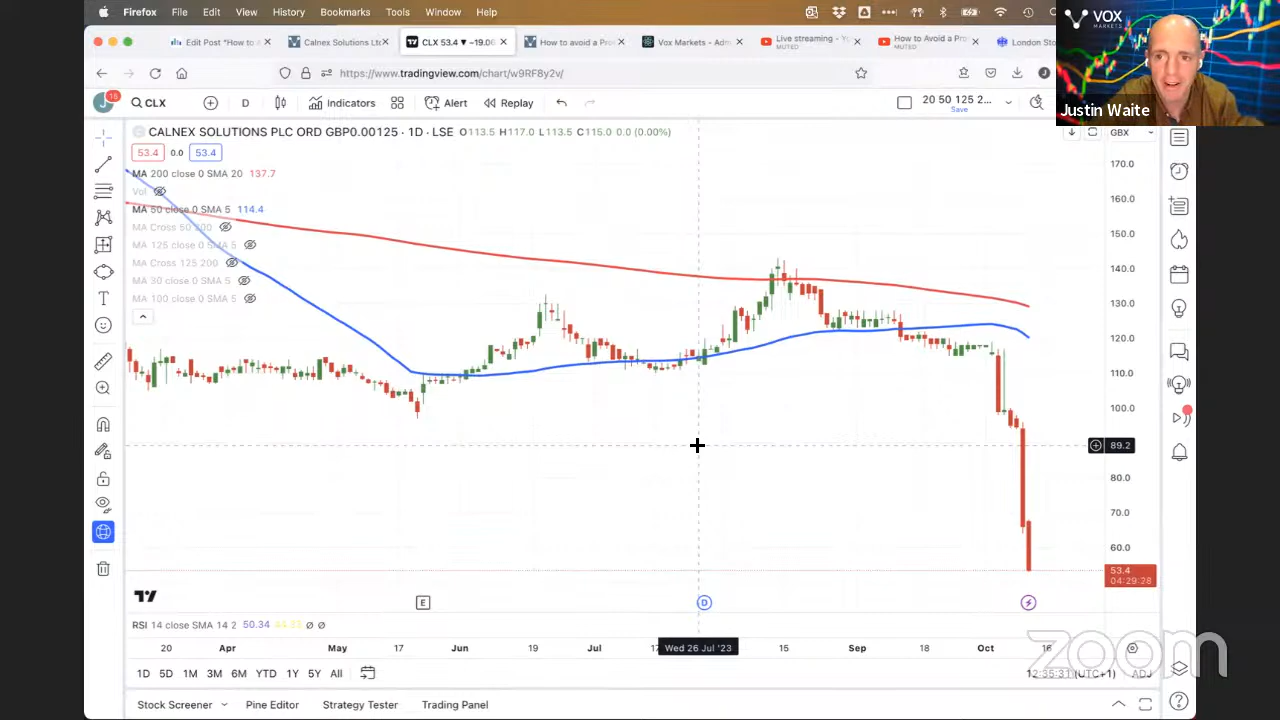 Firefox File Edit View History Bookmarks Tools Window Help
VOX
MARKETS
Justin Waite
Edit Post "How to a
Calnex Solutions Ltd
CLX 53.4 ▼ −19.06
How to avoid a Pro
Vox Markets - Adm
Live streaming - Yo
MUTED
How to Avoid a Pro
MUTED
London Sto
https://www.tradingview.com/chart/w9RF8y2v/
J
16
CLX
D
Indicators
Alert
Replay
20 50 125 2...
Save
CALNEX SOLUTIONS PLC ORD GBP0.00125 · 1D · LSE O113.5 H117.0 L113.5 C115.0 0.0 (0.00%)
GBX
53.4 0.0 53.4
MA 200 close 0 SMA 20 137.7
Vol
MA 50 close 0 SMA 5 114.4
MA Cross 50 200
MA 125 close 0 SMA 5
MA Cross 125 200
MA 30 close 0 SMA 5
MA 100 close 0 SMA 5
170.0
160.0
150.0
140.0
130.0
120.0
110.0
100.0
89.2
80.0
70.0
60.0
53.4
04:29:28
E
D
RSI 14 close SMA 14 2 50.34
20 Apr May 17 Jun 19 Jul 17 Wed 26 Jul '23 15 Sep 18 Oct 16
zoom
1D 5D 1M 3M 6M YTD 1Y 5Y All
12:35:31 (UTC+1) ADJ
Stock Screener Pine Editor Strategy Tester Trading Panel